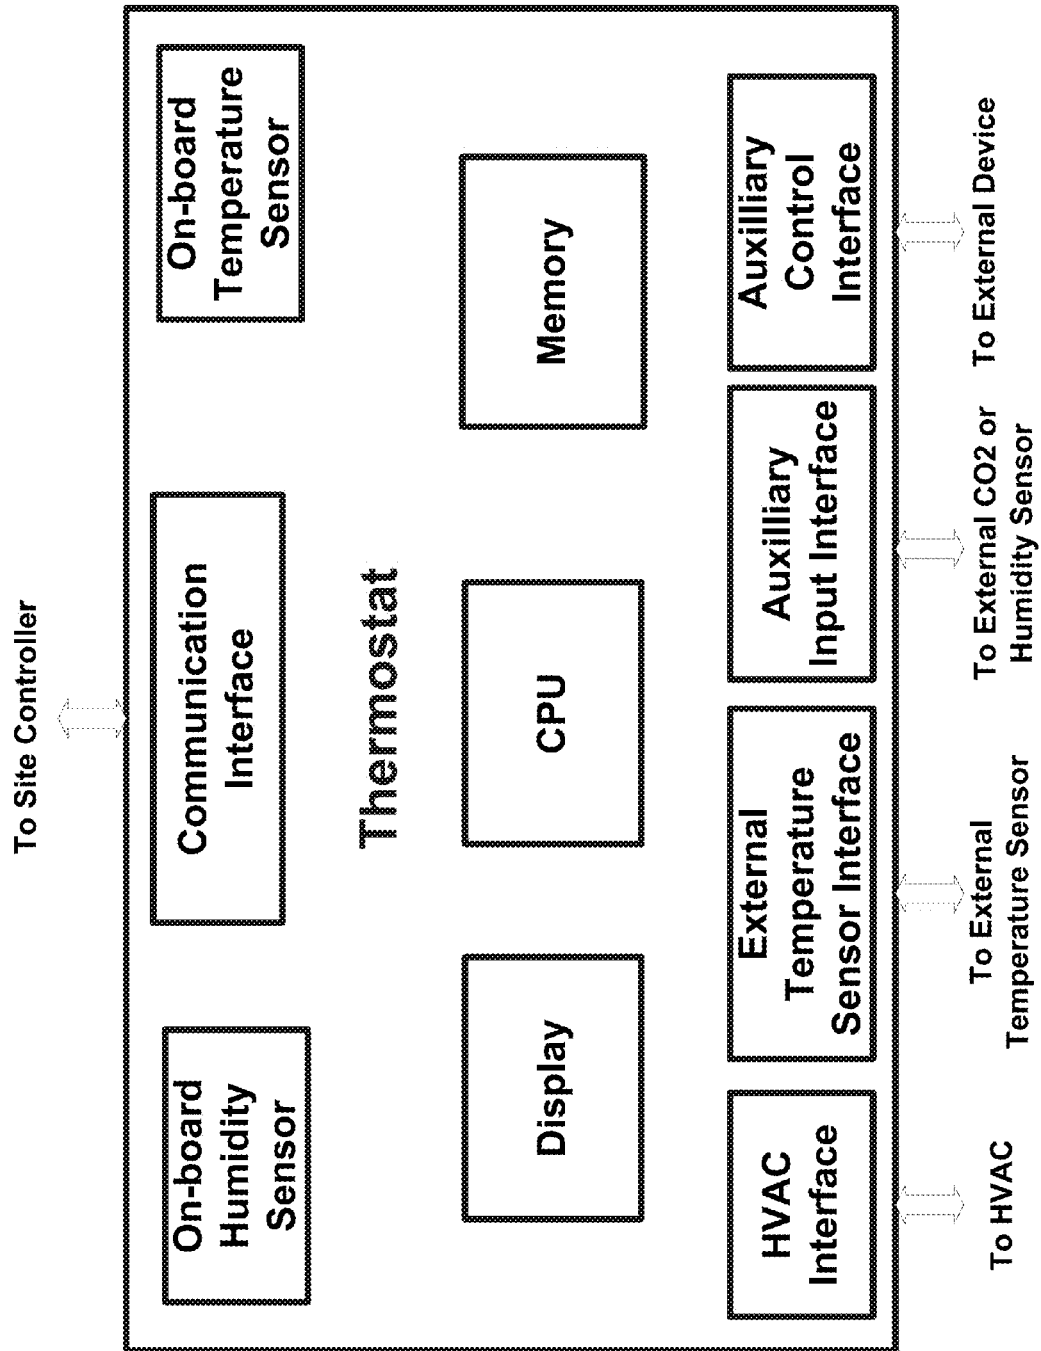 To Site Controller
On-board
Humidity
Sensor
Communication
Interface
On-board
Temperature
Sensor
Thermostat
Display
CPU
Memory
HVAC
Interface
External
Temperature
Sensor Interface
Auxilliary
Input Interface
Auxilliary
Control
Interface
To HVAC
To External
Temperature Sensor
To External CO2 or
Humidity Sensor
To External Device